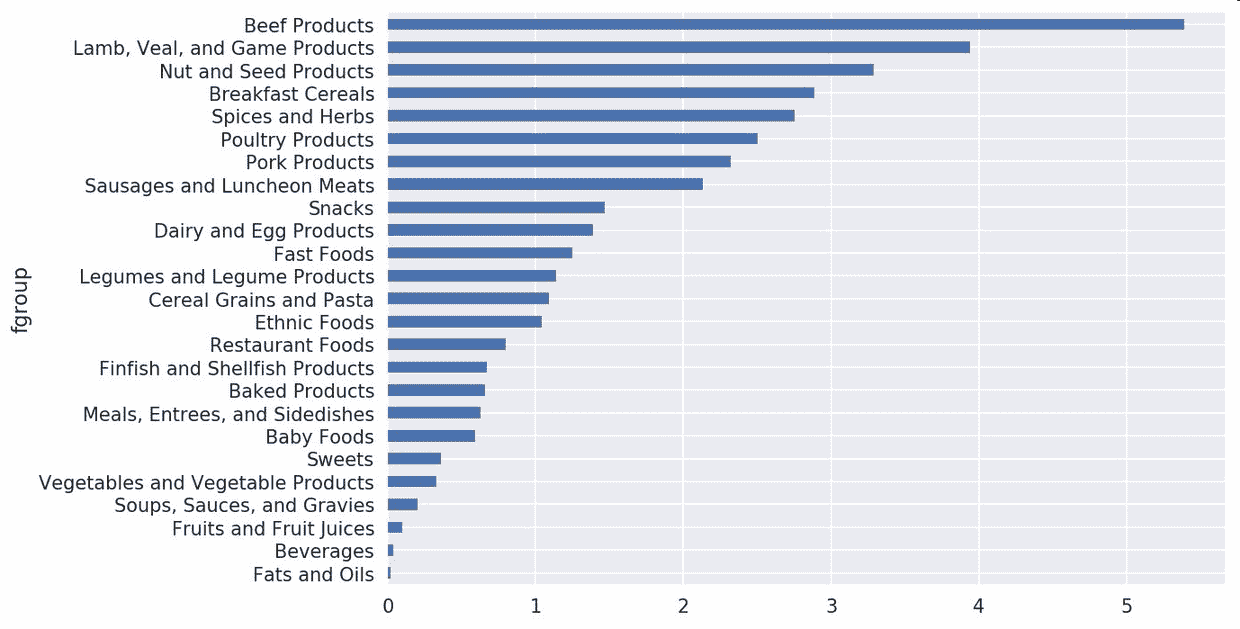 Beef Products
Lamb, Veal, and Game Products
Nut and Seed Products
Breakfast Cereals
Spices and Herbs
Poultry Products
Pork Products
Sausages and Luncheon Meats
Snacks
Dairy and Egg Products
Fast Foods
Legumes and Legume Products
Cereal Grains and Pasta
Ethnic Foods
Restaurant Foods
Finfish and Shellfish Products
Baked Products
Meals, Entrees, and Sidedishes
Baby Foods
Sweets
Vegetables and Vegetable Products
Soups, Sauces, and Gravies
Fruits and Fruit Juices
Beverages
Fats and Oils
fgroup
0 1 2 3 4 5